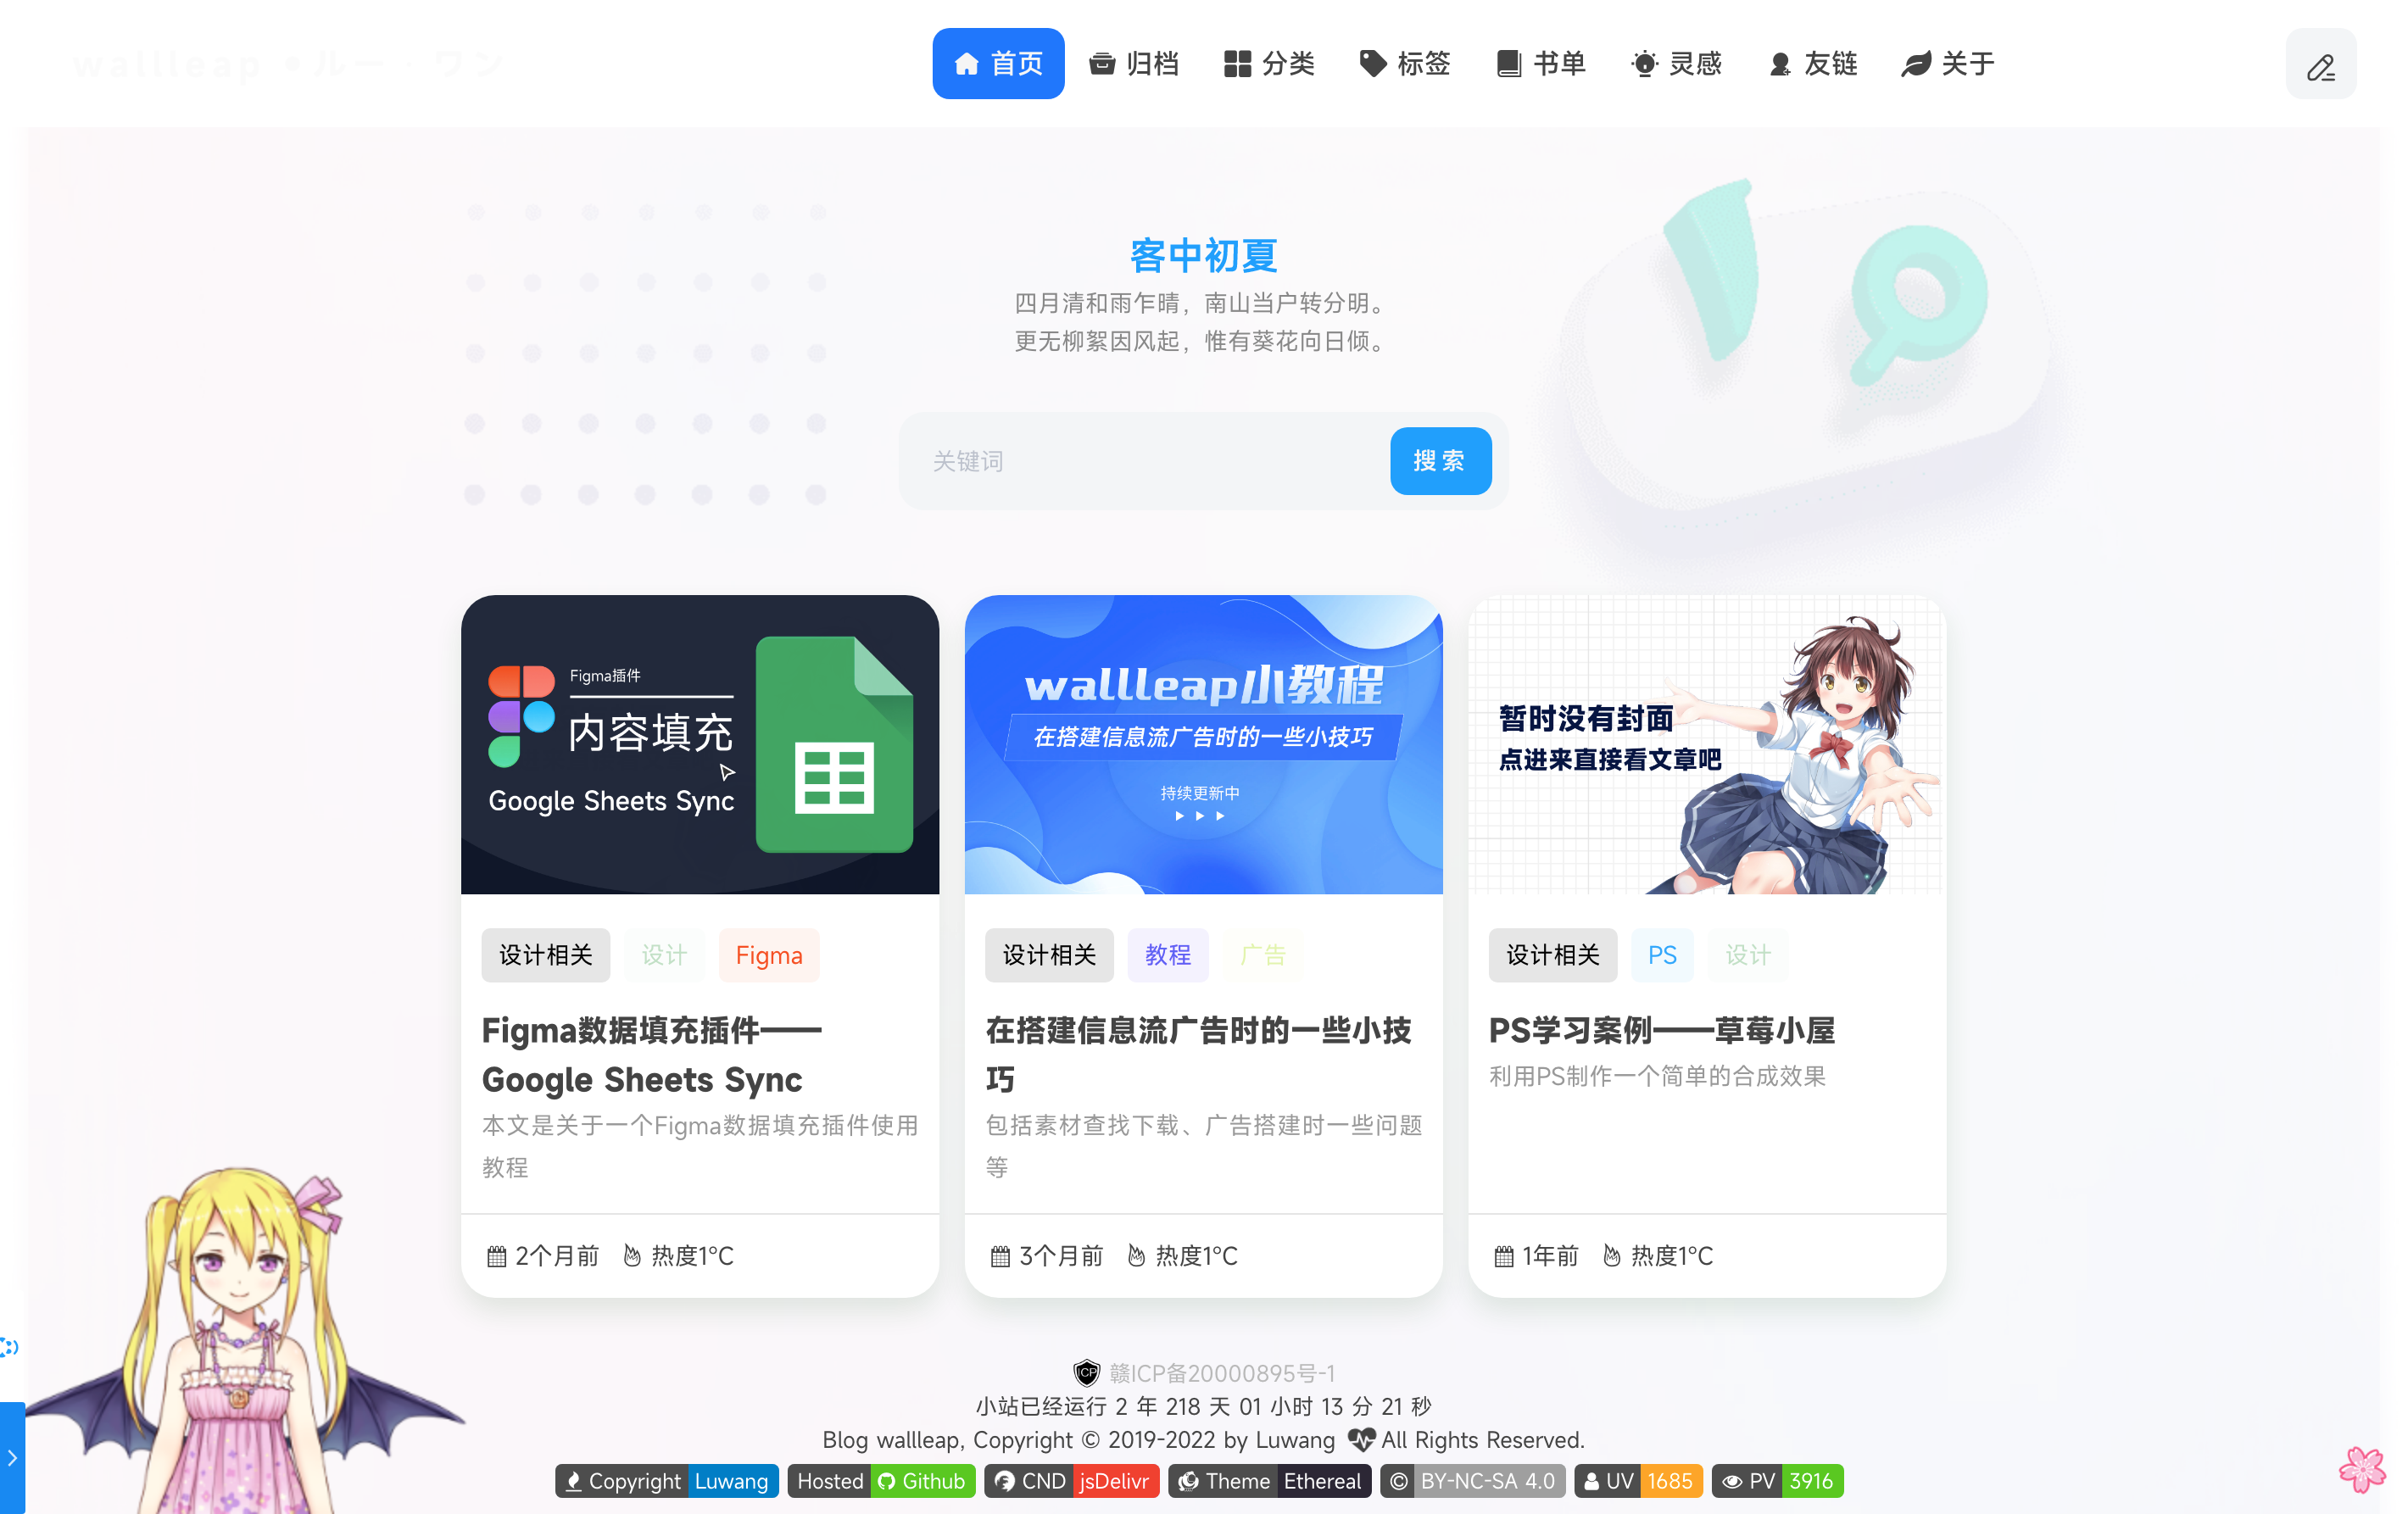 wallleap •ルー・ワン
首页 归档 分类 标签 书单 灵感 友链 关于
客中初夏
四月清和雨乍晴，南山当户转分明。
更无柳絮因风起，惟有葵花向日倾。
关键词 搜索
Figma插件
内容填充
Google Sheets Sync
设计相关 设计 Figma
Figma数据填充插件——
Google Sheets Sync
本文是关于一个Figma数据填充插件使用
教程
2个月前 热度1°C
wallleap小教程
在搭建信息流广告时的一些小技巧
持续更新中
设计相关 教程 广告
在搭建信息流广告时的一些小技
巧
包括素材查找下载、广告搭建时一些问题
等
3个月前 热度1°C
暂时没有封面
点进来直接看文章吧
设计相关 PS 设计
PS学习案例——草莓小屋
利用PS制作一个简单的合成效果
1年前 热度1°C
ICP 赣ICP备20000895号-1
小站已经运行 2 年 218 天 01 小时 13 分 21 秒
Blog wallleap, Copyright © 2019-2022 by Luwang All Rights Reserved.
Copyright Luwang Hosted Github CND jsDelivr Theme Ethereal BY-NC-SA 4.0 UV 1685 PV 3916